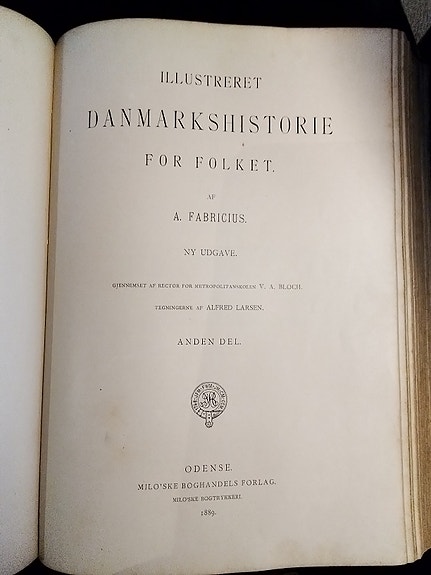 ILLUSTRERET
DANMARKSHISTORIE
FOR FOLKET.
AF
A. FABRICIUS.
NY UDGAVE.
GJENNEMSET AF RECTOR FOR METROPOLITANSKOLEN V. A. BLOCH.
TEGNINGERNE AF ALFRED LARSEN.
ANDEN DEL.
ODENSE.
MILO'SKE BOGHANDELS FORLAG.
MILO'SKE BOGTRYKKERI.
1889.